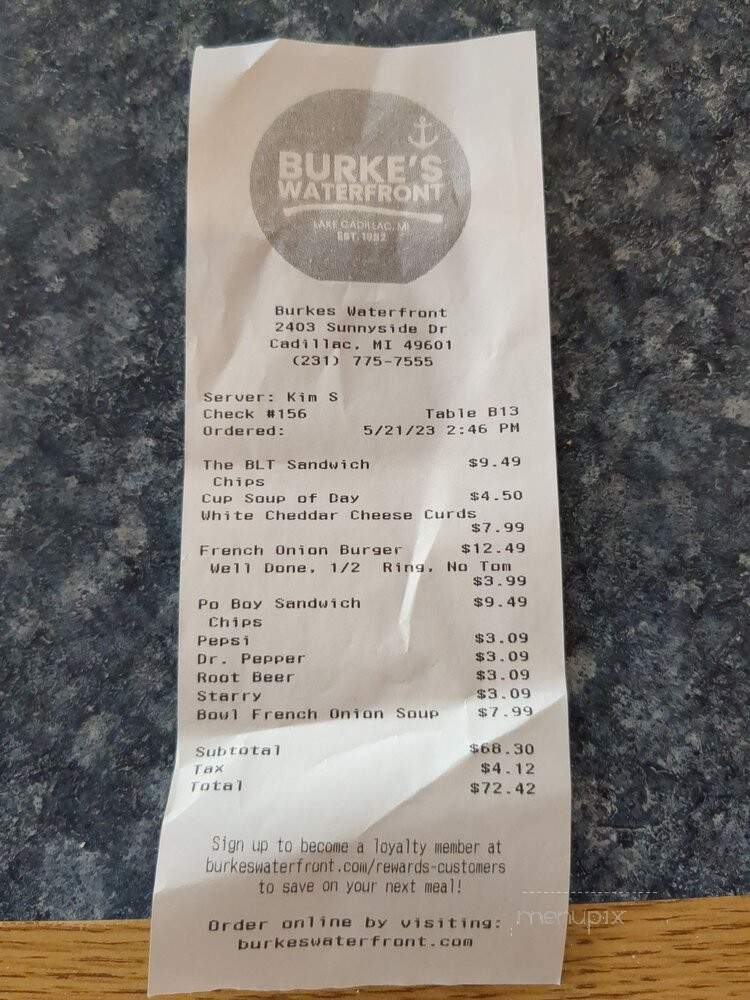 BURKE'S
WATERFRONT
LAKE CADILLAC, MI
EST. 1982
Burkes Waterfront
2403 Sunnyside Dr
Cadillac, MI 49601
(231) 775-7555
Server: Kim S
Check #156 Table B13
Ordered: 5/21/23 2:46 PM
The BLT Sandwich $9.49
Chips
Cup Soup of Day $4.50
White Cheddar Cheese Curds
$7.99
French Onion Burger $12.49
Well Done, 1/2 Ring, No Tom
$3.99
Po Boy Sandwich $9.49
Chips
Pepsi $3.09
Dr. Pepper $3.09
Root Beer $3.09
Starry $3.09
Bowl French Onion Soup $7.99
Subtotal $68.30
Tax $4.12
Total $72.42
Sign up to become a loyalty member at
burkeswaterfront.com/rewards-customers
to save on your next meal!
Order online by visiting:
burkeswaterfront.com
menupix